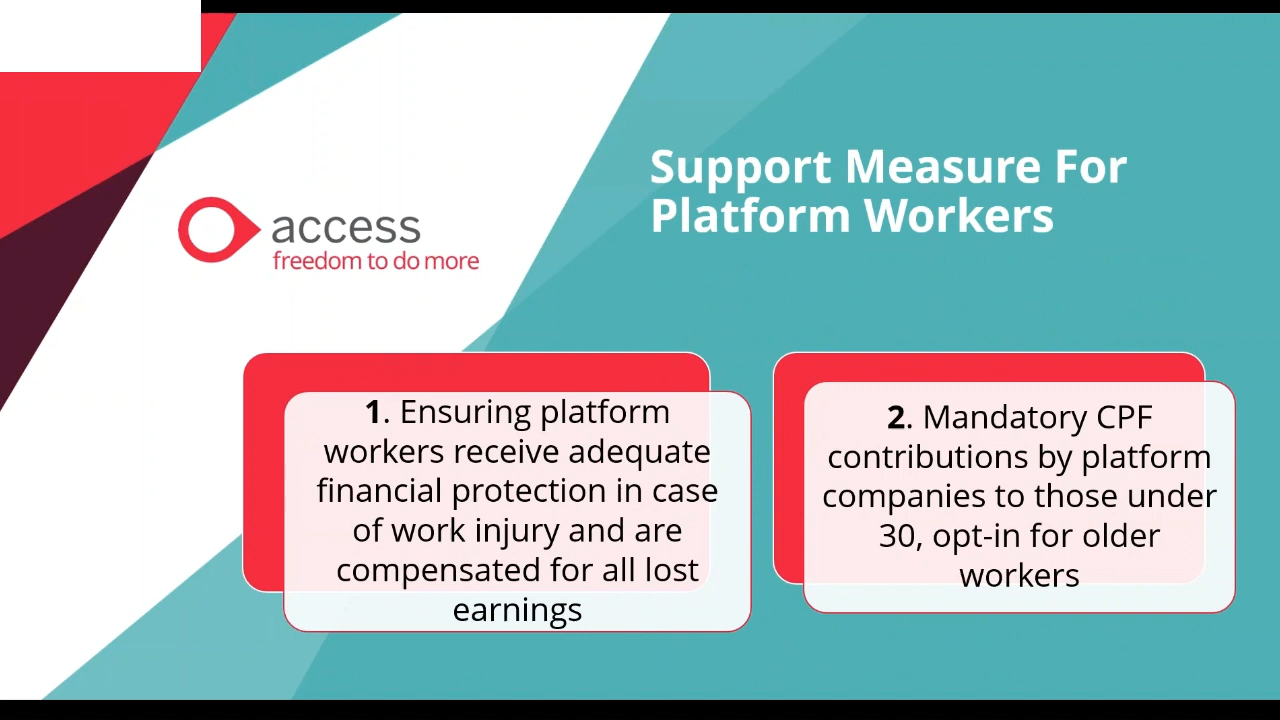 access
freedom to do more
Support Measure For
Platform Workers
1. Ensuring platform
workers receive adequate
financial protection in case
of work injury and are
compensated for all lost
earnings
2. Mandatory CPF
contributions by platform
companies to those under
30, opt-in for older
workers